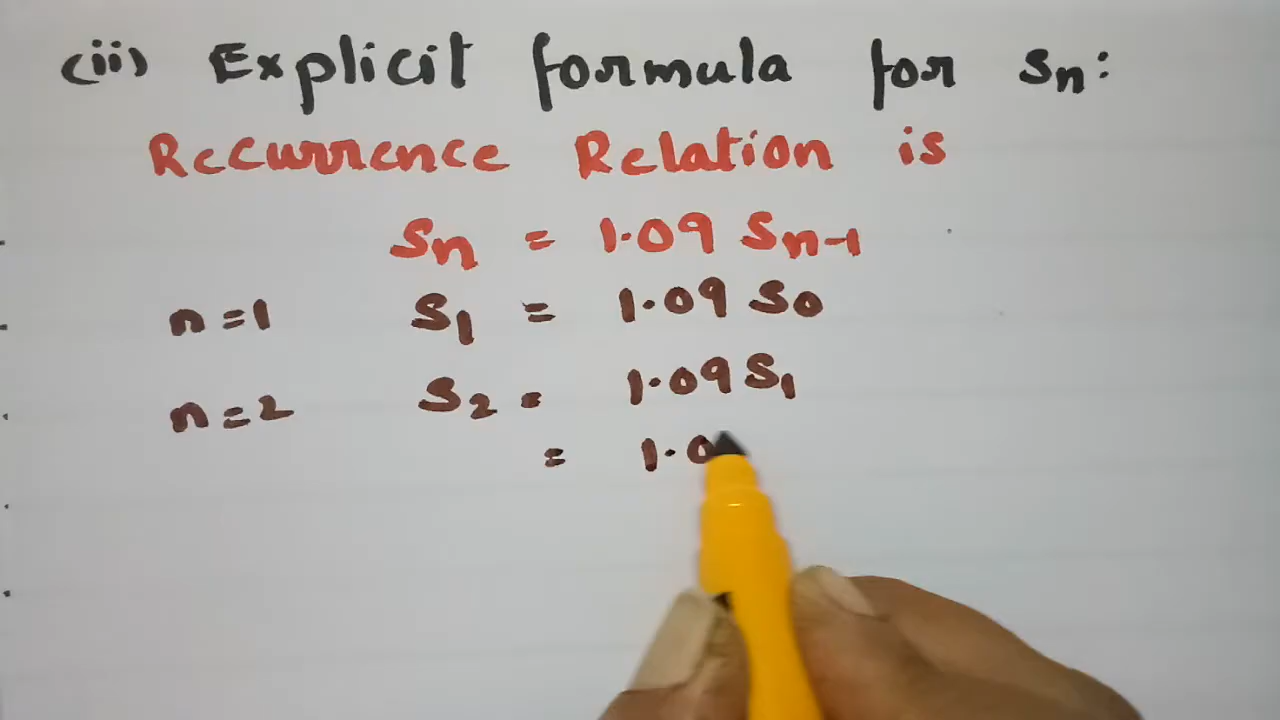 (ii) Explicit formula for Sn:
Recurrence Relation is
Sn = 1.09 Sn-1
n=1 S1 = 1.09 S0
n=2 S2 = 1.09 S1
= 1.0